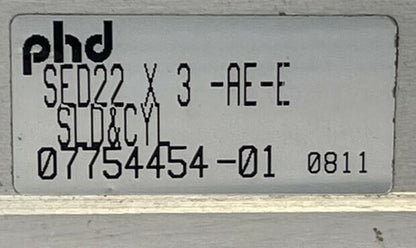 phd
SED22 X 3 -AE-E
SLD&CYL
07754454-01 0811